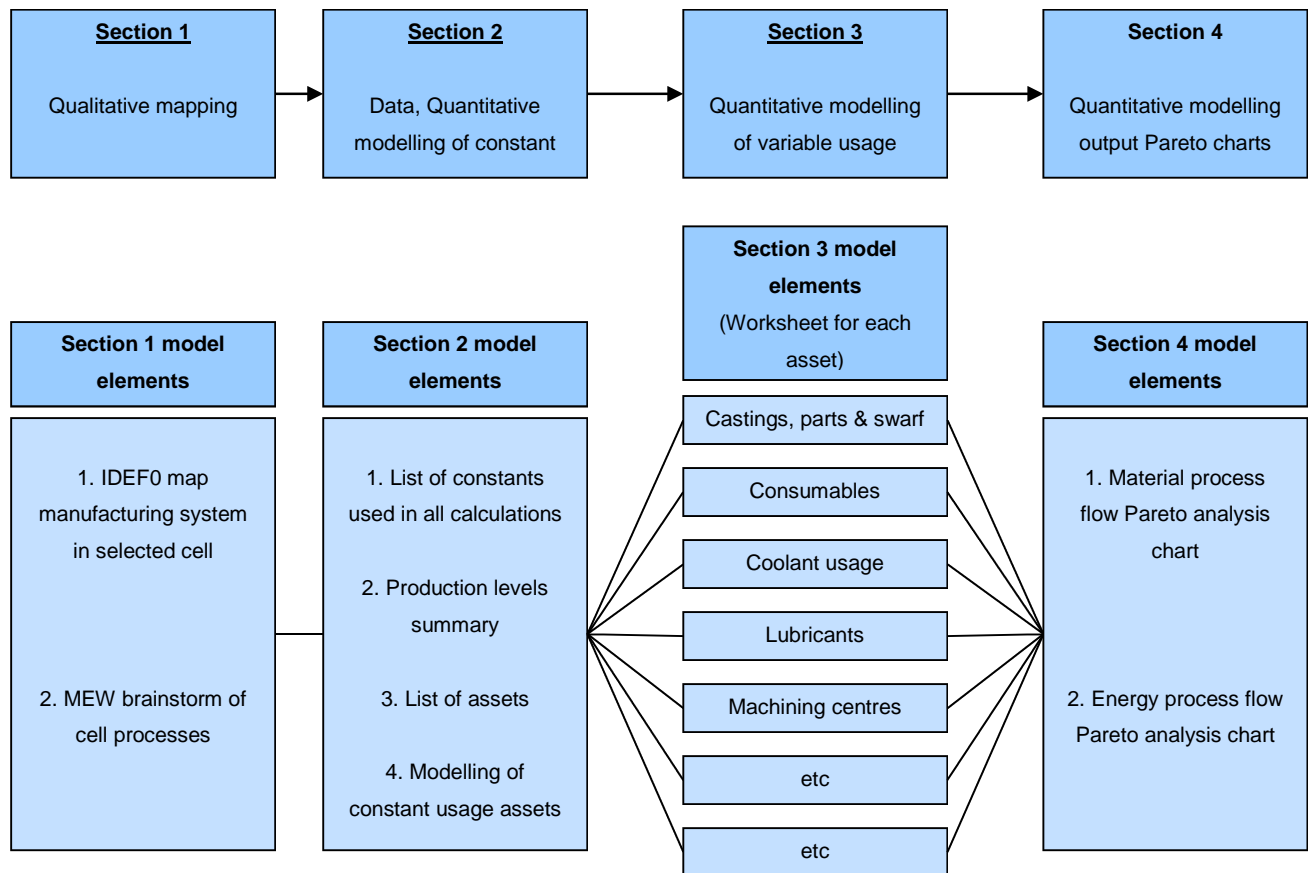 Section 1
Qualitative mapping
Section 2
Data, Quantitative
modelling of constant
Section 3
Quantitative modelling
of variable usage
Section 4
Quantitative modelling
output Pareto charts
Section 1 model
elements
1. IDEF0 map
manufacturing system
in selected cell
2. MEW brainstorm of
cell processes
Section 2 model
elements
1. List of constants
used in all calculations
2. Production levels
summary
3. List of assets
4. Modelling of
constant usage assets
Section 3 model
elements
(Worksheet for each
asset)
Castings, parts & swarf
Consumables
Coolant usage
Lubricants
Machining centres
etc
etc
Section 4 model
elements
1. Material process
flow Pareto analysis
chart
2. Energy process flow
Pareto analysis chart